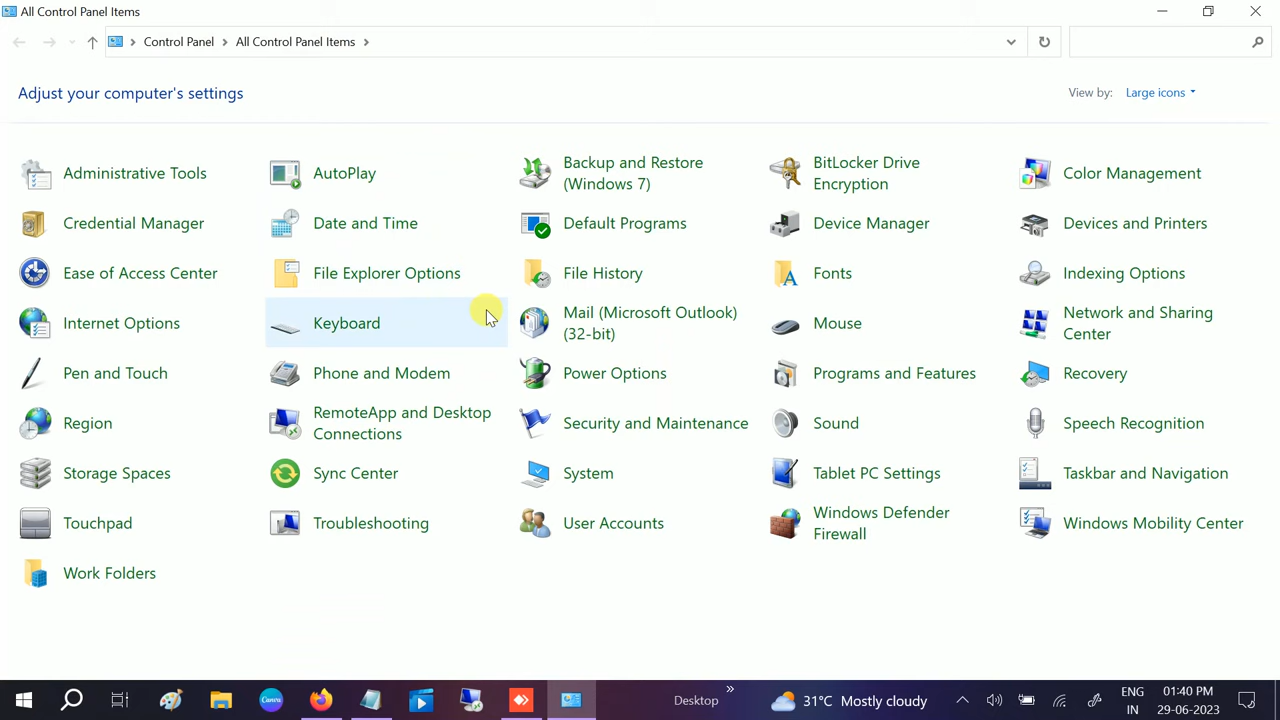 All Control Panel Items
Control Panel
All Control Panel Items
Adjust your computer's settings
View by:
Large icons
Administrative Tools
AutoPlay
Backup and Restore
(Windows 7)
BitLocker Drive
Encryption
Color Management
Credential Manager
Date and Time
Default Programs
Device Manager
Devices and Printers
Ease of Access Center
File Explorer Options
File History
Fonts
Indexing Options
Internet Options
Keyboard
Mail (Microsoft Outlook)
(32-bit)
Mouse
Network and Sharing
Center
Pen and Touch
Phone and Modem
Power Options
Programs and Features
Recovery
Region
RemoteApp and Desktop
Connections
Security and Maintenance
Sound
Speech Recognition
Storage Spaces
Sync Center
System
Tablet PC Settings
Taskbar and Navigation
Touchpad
Troubleshooting
User Accounts
Windows Defender
Firewall
Windows Mobility Center
Work Folders
Canva
Desktop
31°C Mostly cloudy
ENG
IN
01:40 PM
29-06-2023